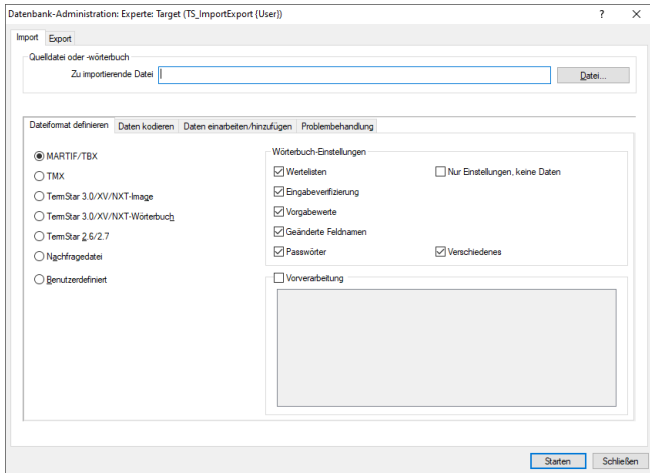 Datenbank-Administration: Experte: Target (TS_ImportExport {User})
Import Export
Quelldatei oder -wörterbuch
Zu importierende Datei
Datei...
Dateiformat definieren Daten kodieren Daten einarbeiten/hinzufügen Problembehandlung
MARTIF/TBX
TMX
TermStar 3.0/XV/NXT-Image
TermStar 3.0/XV/NXT-Wörterbuch
TermStar 2.6/2.7
Nachfragedatei
Benutzerdefiniert
Wörterbuch-Einstellungen
Wertelisten
Nur Einstellungen, keine Daten
Eingabeverifizierung
Vorgabewerte
Geänderte Feldnamen
Passwörter
Verschiedenes
Vorverarbeitung
Starten
Schließen